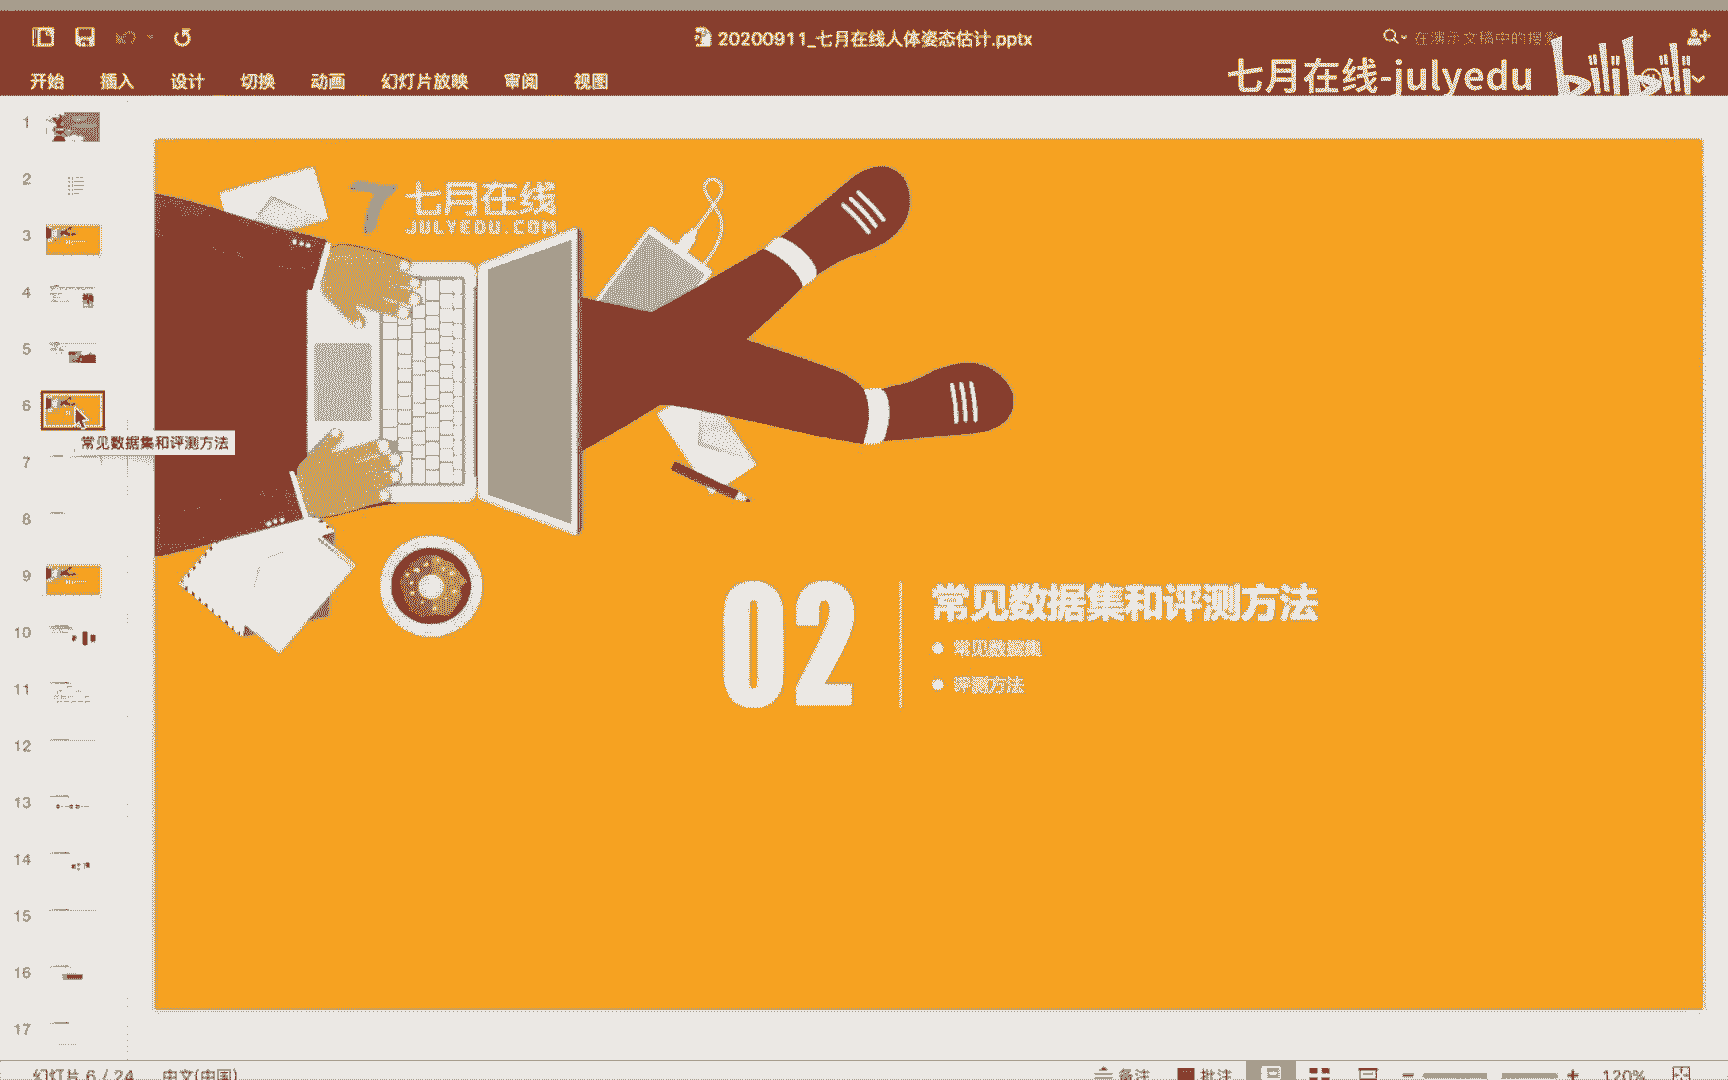 20200911_七月在线人体姿态估计.pptx
在演示文稿中的搜索
开始 插入 设计 切换 动画 幻灯片放映 审阅 视图
七月在线-julyedu bilibili
1
2
3
4
5
6
常见数据集和评测方法
7
8
9
10
11
12
13
14
15
16
17
7 七月在线
JULYEDU.COM
02
常见数据集和评测方法
常见数据集
评测方法
幻灯片 6 / 24 中文(中国) 备注 批注 120%